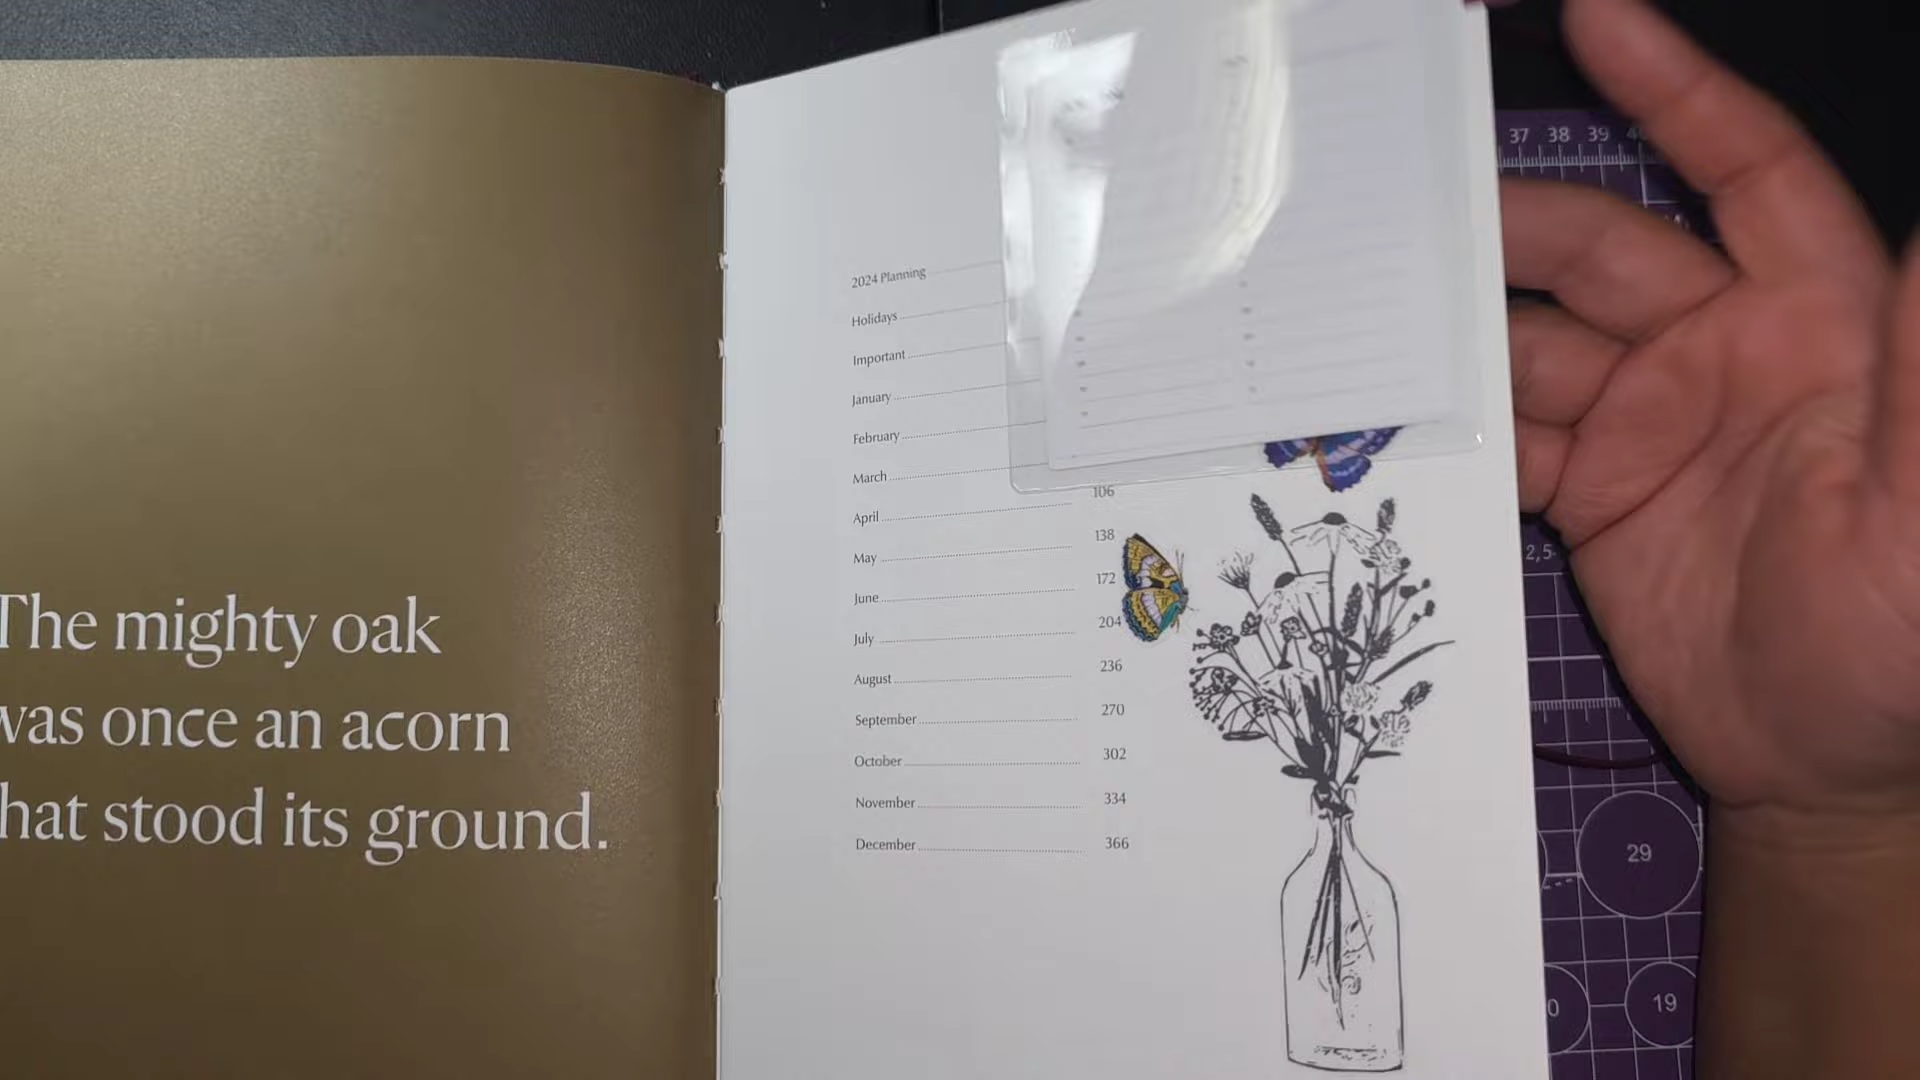 The mighty oak
was once an acorn
hat stood its ground.
2024 Planning
Holidays
Important
January
February
March
April 106
May 138
June 172
July 204
August 236
September 270
October 302
November 334
December 366
37 38 39
2,5
29
19